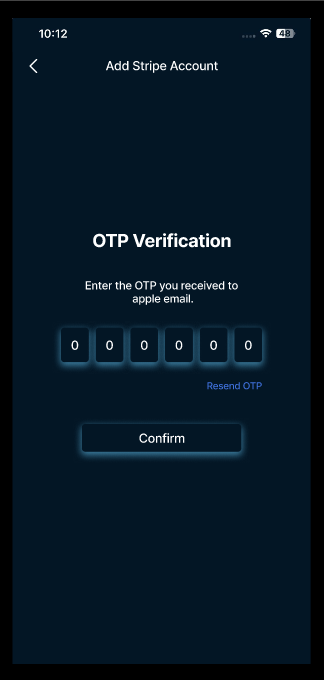 10:12
48
Add Stripe Account
OTP Verification
Enter the OTP you received to
apple email.
0 0 0 0 0 0
Resend OTP
Confirm